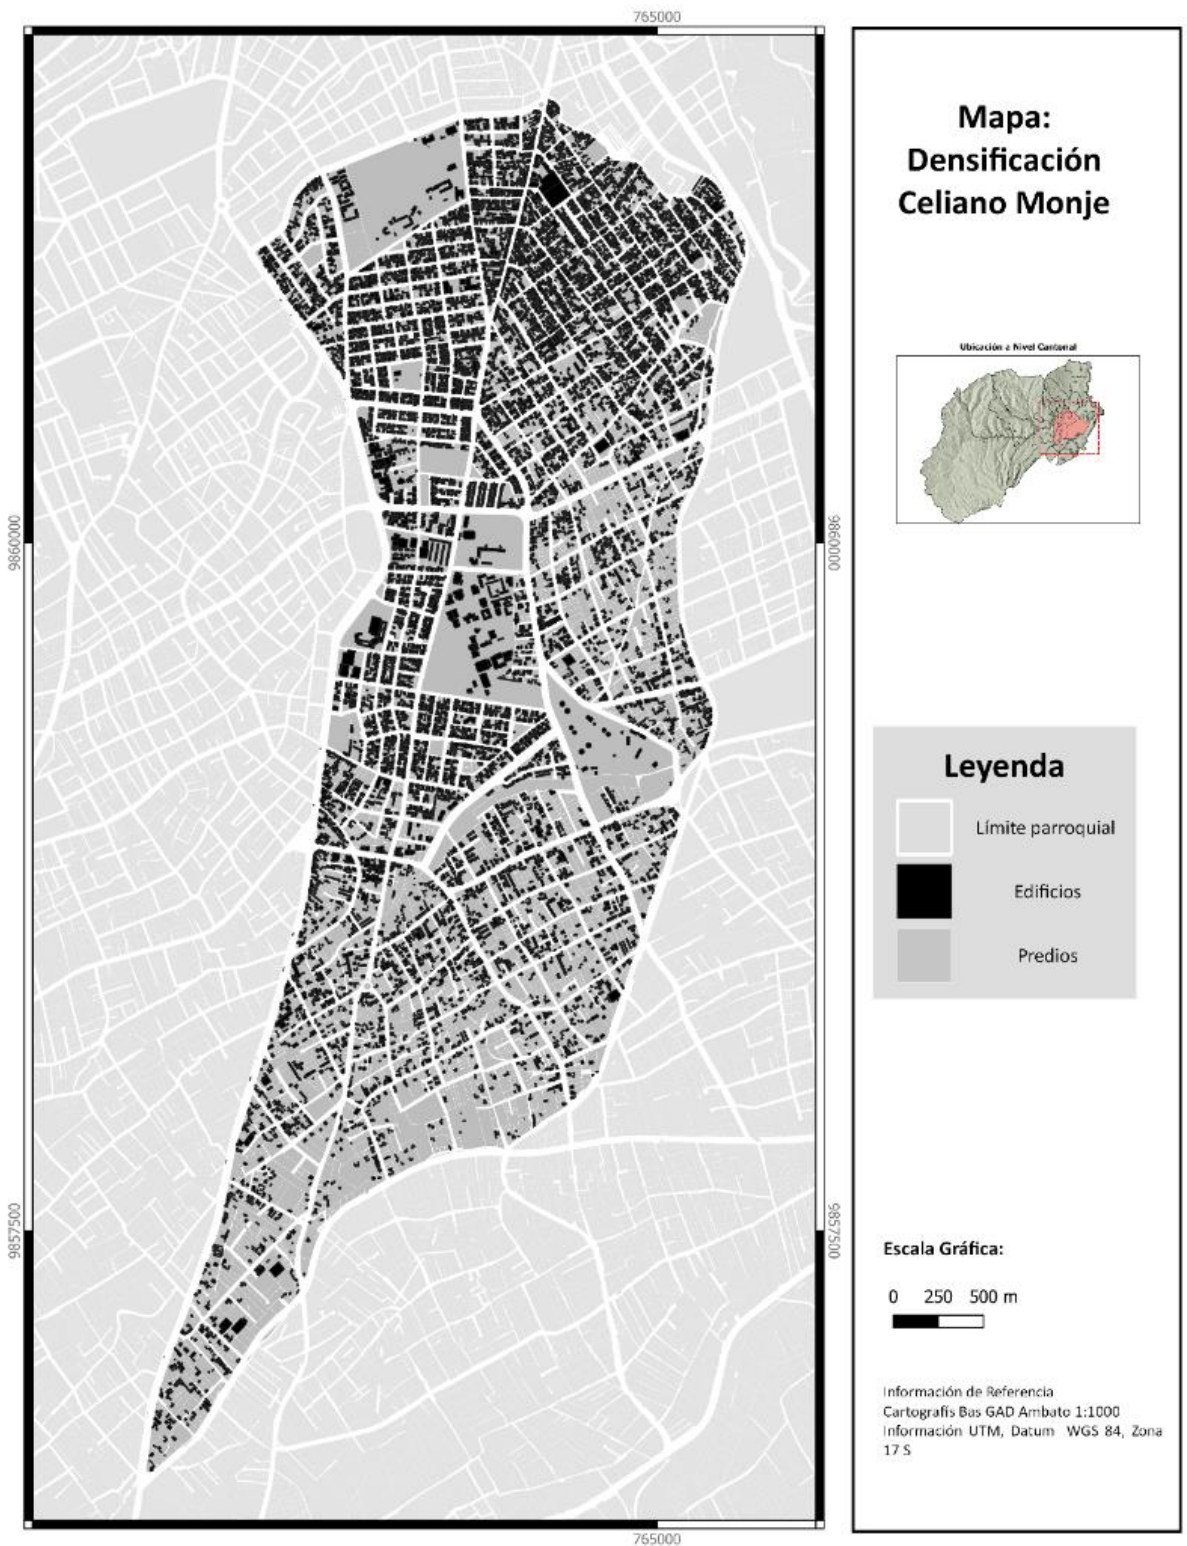 765000
Mapa:
Densificación
Celiano Monje
Ubicación a Nivel Cantonal
9860000
9860000
Leyenda
Límite parroquial
Edificios
Predios
9857500
9857500
Escala Gráfica:
0 250 500 m
Información de Referencia
Cartografís Bas GAD Ambato 1:1000
Información UTM, Datum WGS 84, Zona
17 S
765000